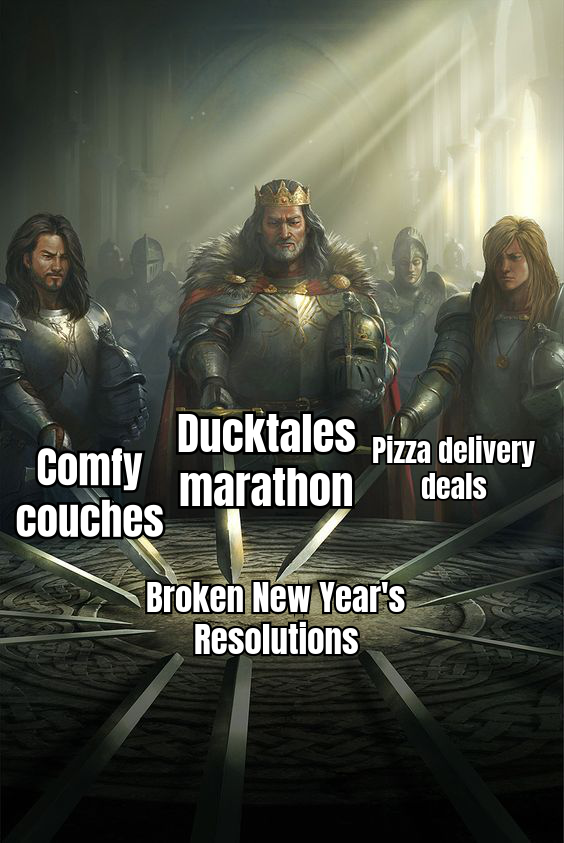 Ducktales
marathon
Comfy
couches
Pizza delivery
deals
Broken New Year's
Resolutions